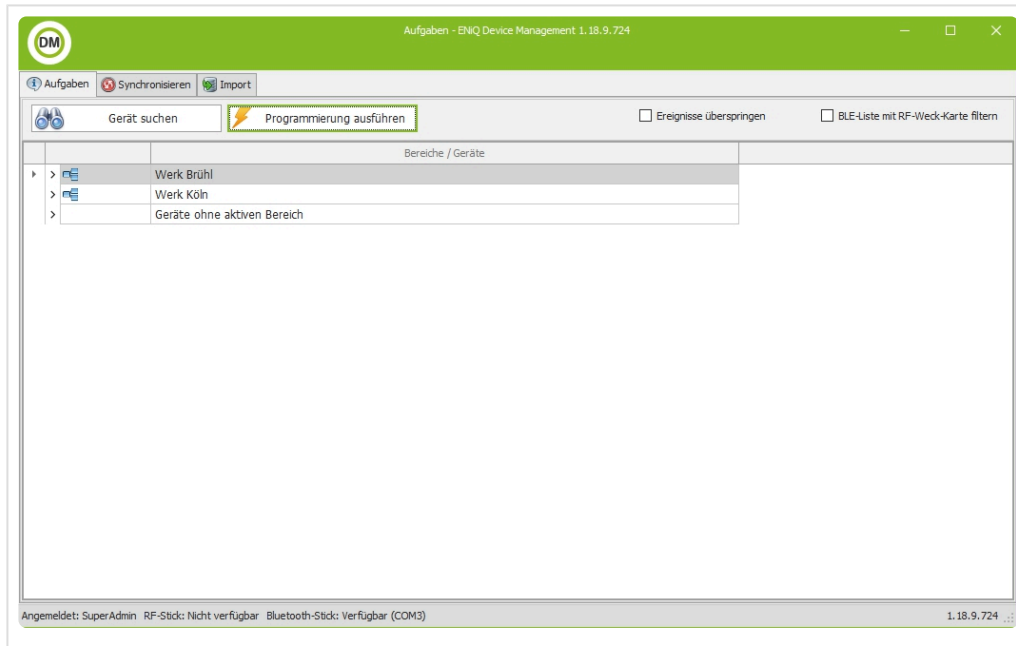 DM
Aufgaben - ENiQ Device Management 1.18.9.724
Aufgaben Synchronisieren Import
Gerät suchen Programmierung ausführen Ereignisse überspringen BLE-Liste mit RF-Weck-Karte filtern
Bereiche / Geräte
Werk Brühl
Werk Köln
Geräte ohne aktiven Bereich
Angemeldet: SuperAdmin RF-Stick: Nicht verfügbar Bluetooth-Stick: Verfügbar (COM3) 1.18.9.724